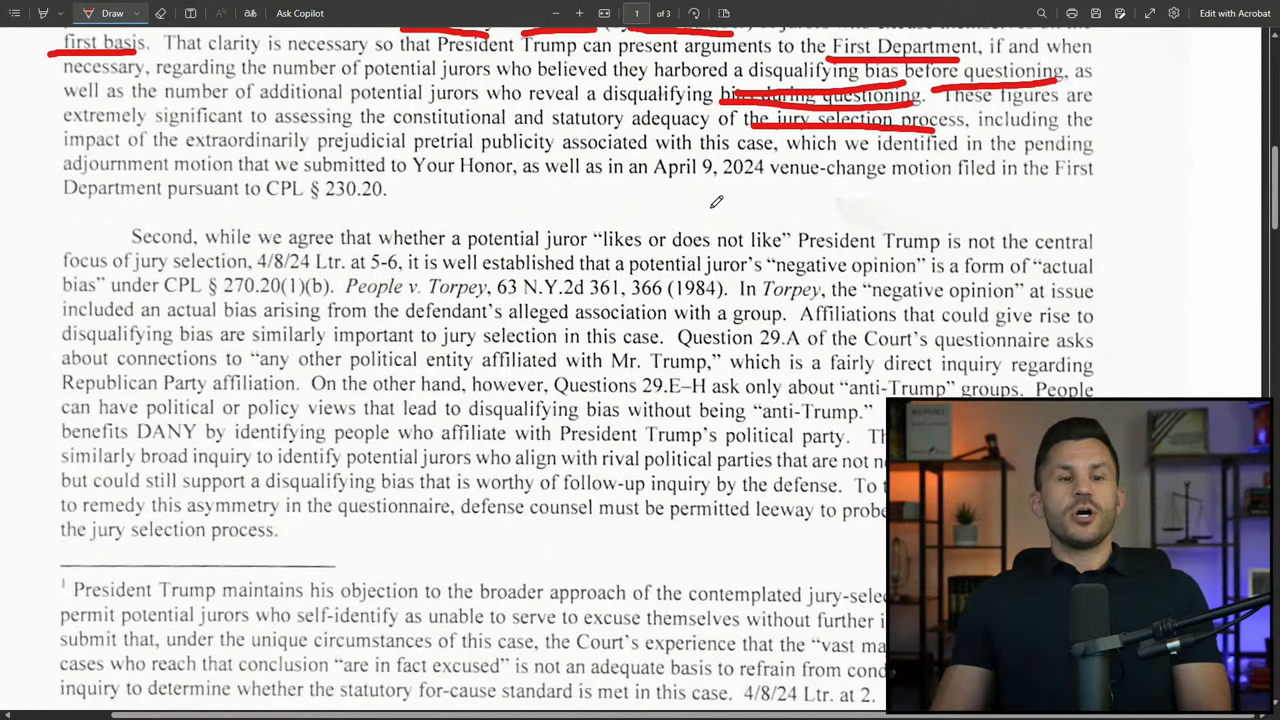 Draw
Ask Copilot
1 of 3
Edit with Acrobat
first basis. That clarity is necessary so that President Trump can present arguments to the First Department, if and when
necessary, regarding the number of potential jurors who believed they harbored a disqualifying bias before questioning, as
well as the number of additional potential jurors who reveal a disqualifying bias during questioning. These figures are
extremely significant to assessing the constitutional and statutory adequacy of the jury selection process, including the
impact of the extraordinarily prejudicial pretrial publicity associated with this case, which we identified in the pending
adjournment motion that we submitted to Your Honor, as well as in an April 9, 2024 venue-change motion filed in the First
Department pursuant to CPL § 230.20.
Second, while we agree that whether a potential juror “likes or does not like” President Trump is not the central
focus of jury selection, 4/8/24 Ltr. at 5-6, it is well established that a potential juror’s “negative opinion” is a form of “actual
bias” under CPL § 270.20(1)(b). People v. Torpey, 63 N.Y.2d 361, 366 (1984). In Torpey, the “negative opinion” at issue
included an actual bias arising from the defendant’s alleged association with a group. Affiliations that could give rise to
disqualifying bias are similarly important to jury selection in this case. Question 29.A of the Court’s questionnaire asks
about connections to “any other political entity affiliated with Mr. Trump,” which is a fairly direct inquiry regarding
Republican Party affiliation. On the other hand, however, Questions 29.E–H ask only about “anti-Trump” groups. People
can have political or policy views that lead to disqualifying bias without being “anti-Trump.”
benefits DANY by identifying people who affiliate with President Trump’s political party. Th
similarly broad inquiry to identify potential jurors who align with rival political parties that are not ne
but could still support a disqualifying bias that is worthy of follow-up inquiry by the defense. To t
to remedy this asymmetry in the questionnaire, defense counsel must be permitted leeway to probe
the jury selection process.
1 President Trump maintains his objection to the broader approach of the contemplated jury-selec
permit potential jurors who self-identify as unable to serve to excuse themselves without further i
submit that, under the unique circumstances of this case, the Court’s experience that the “vast ma
cases who reach that conclusion “are in fact excused” is not an adequate basis to refrain from cond
inquiry to determine whether the statutory for-cause standard is met in this case. 4/8/24 Ltr. at 2.